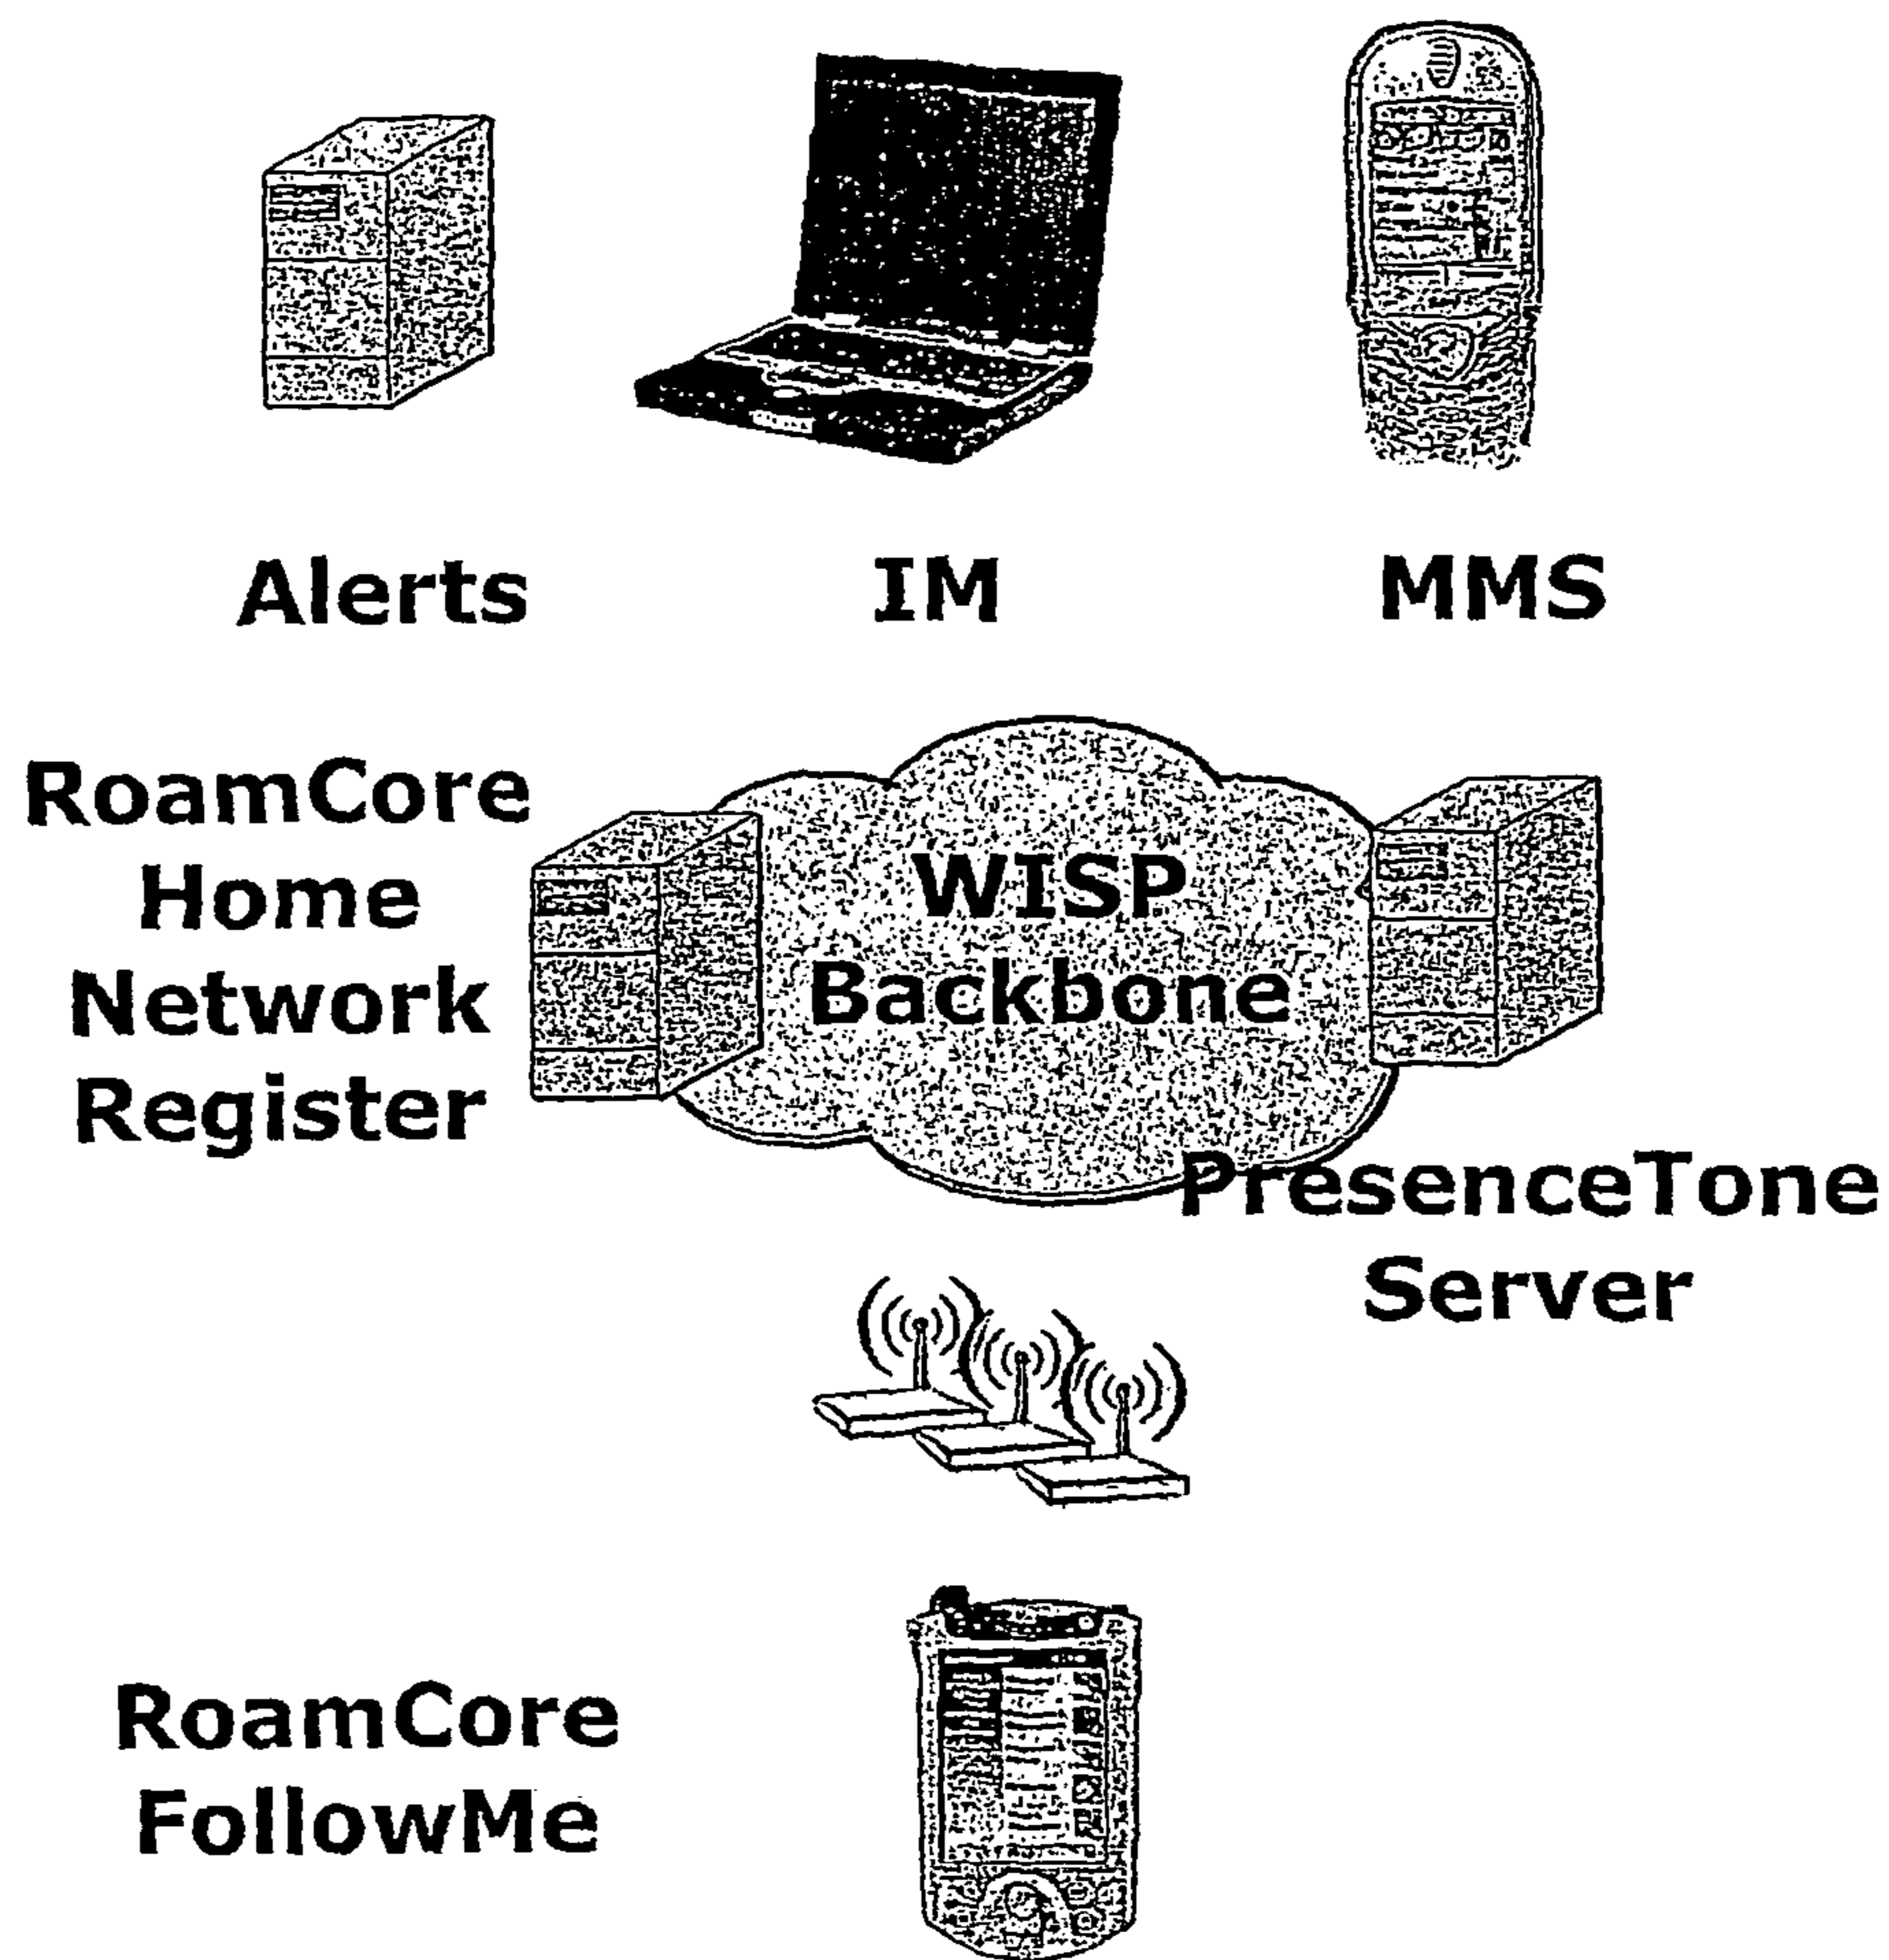 Alerts
IM
MMS
RoamCore
Home
Network
Register
WISP
Backbone
PresenceTone
Server
RoamCore
FollowMe